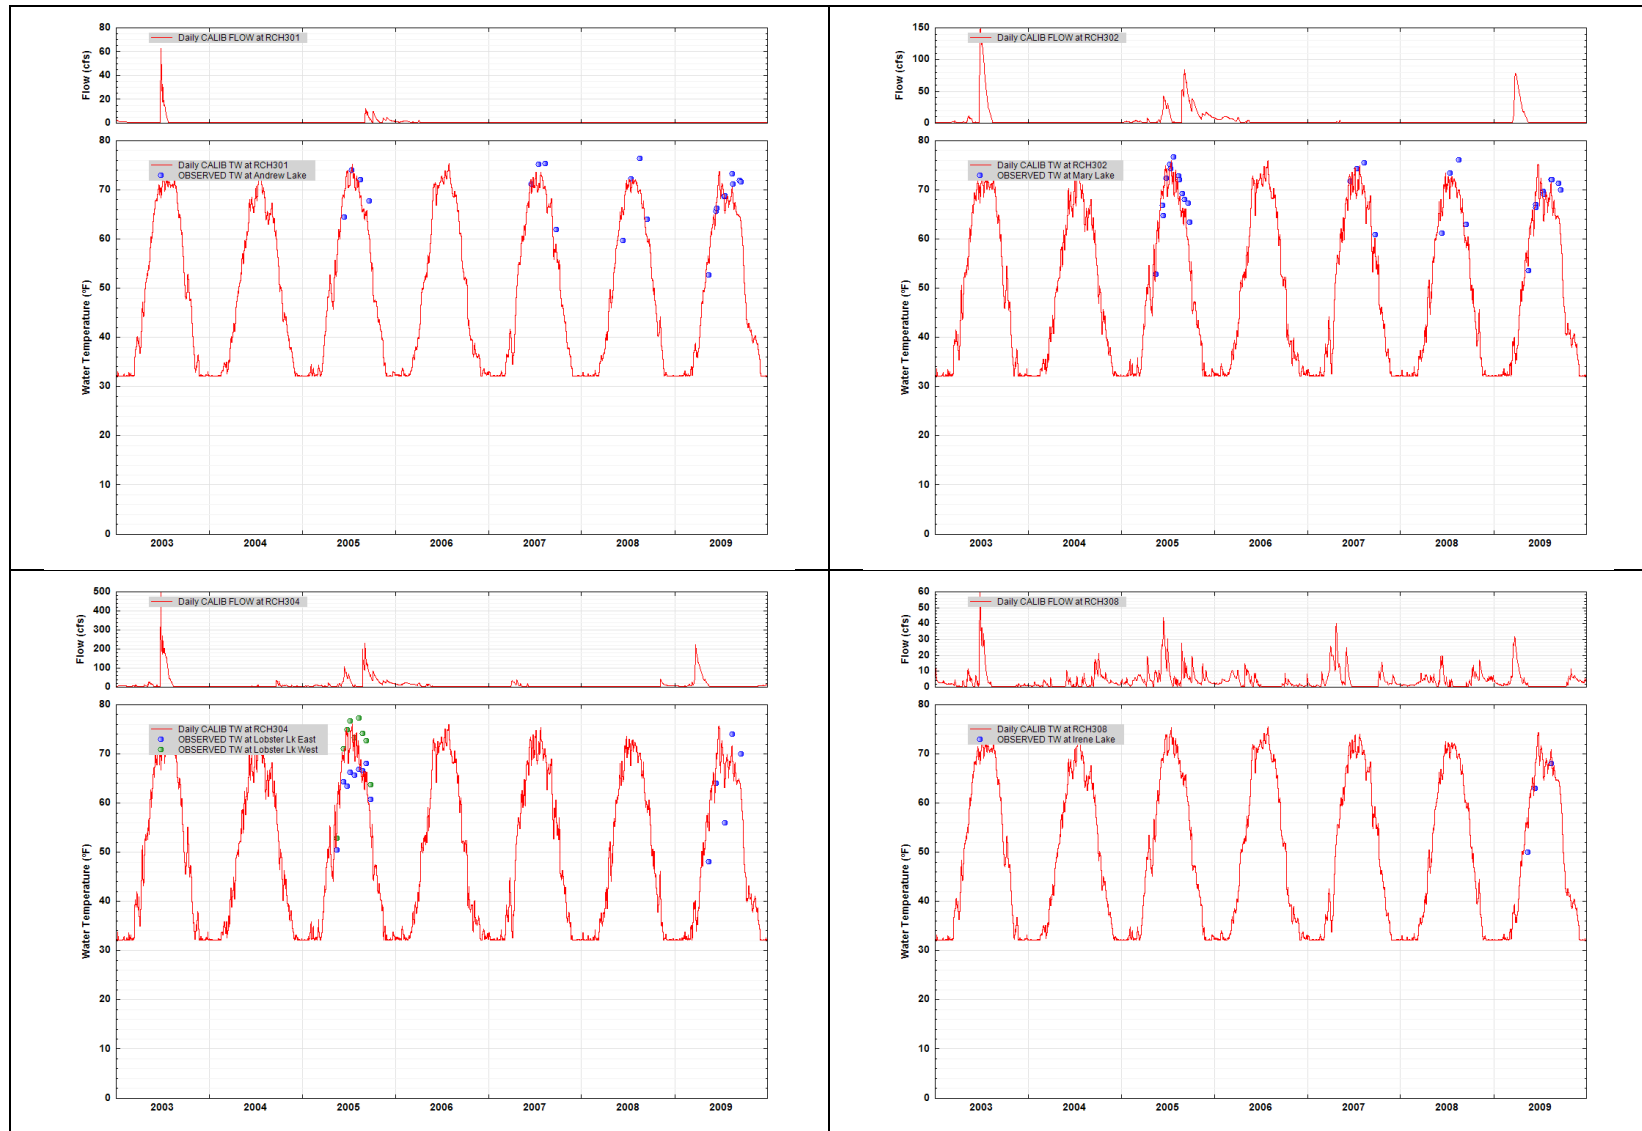 80
60
40
20
0
Flow (cfs)
Daily CALIB FLOW at RCH301
80
70
60
50
40
30
20
10
0
Water Temperature (°F)
Daily CALIB TW at RCH301
OBSERVED TW at Andrew Lake
2003 2004 2005 2006 2007 2008 2009
150
100
50
0
Flow (cfs)
Daily CALIB FLOW at RCH302
80
70
60
50
40
30
20
10
0
Water Temperature (°F)
Daily CALIB TW at RCH302
OBSERVED TW at Mary Lake
2003 2004 2005 2006 2007 2008 2009
500
400
300
200
100
0
Flow (cfs)
Daily CALIB FLOW at RCH304
80
70
60
50
40
30
20
10
0
Water Temperature (°F)
Daily CALIB TW at RCH304
OBSERVED TW at Lobster Lk East
OBSERVED TW at Lobster Lk West
2003 2004 2005 2006 2007 2008 2009
60
50
40
30
20
10
0
Flow (cfs)
Daily CALIB FLOW at RCH308
80
70
60
50
40
30
20
10
0
Water Temperature (°F)
Daily CALIB TW at RCH308
OBSERVED TW at Irene Lake
2003 2004 2005 2006 2007 2008 2009